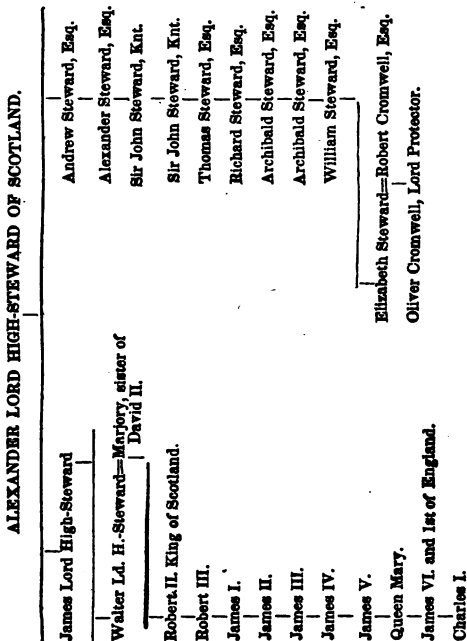 ALEXANDER LORD HIGH-STEWARD OF SCOTLAND.
James Lord High-Steward
Walter Ld. H.-Steward=Marjory, sister of
David II.
Robert II. King of Scotland.
Robert III.
James I.
James II.
James III.
James IV.
James V.
Queen Mary.
James VI. and 1st of England.
Charles I.
Andrew Steward, Esq.
Alexander Steward, Esq.
Sir John Steward, Knt.
Sir John Steward, Knt.
Thomas Steward, Esq.
Richard Steward, Esq.
Archibald Steward, Esq.
Archibald Steward, Esq.
William Steward, Esq.
Elizabeth Steward=Robert Cromwell, Esq.
Oliver Cromwell, Lord Protector.